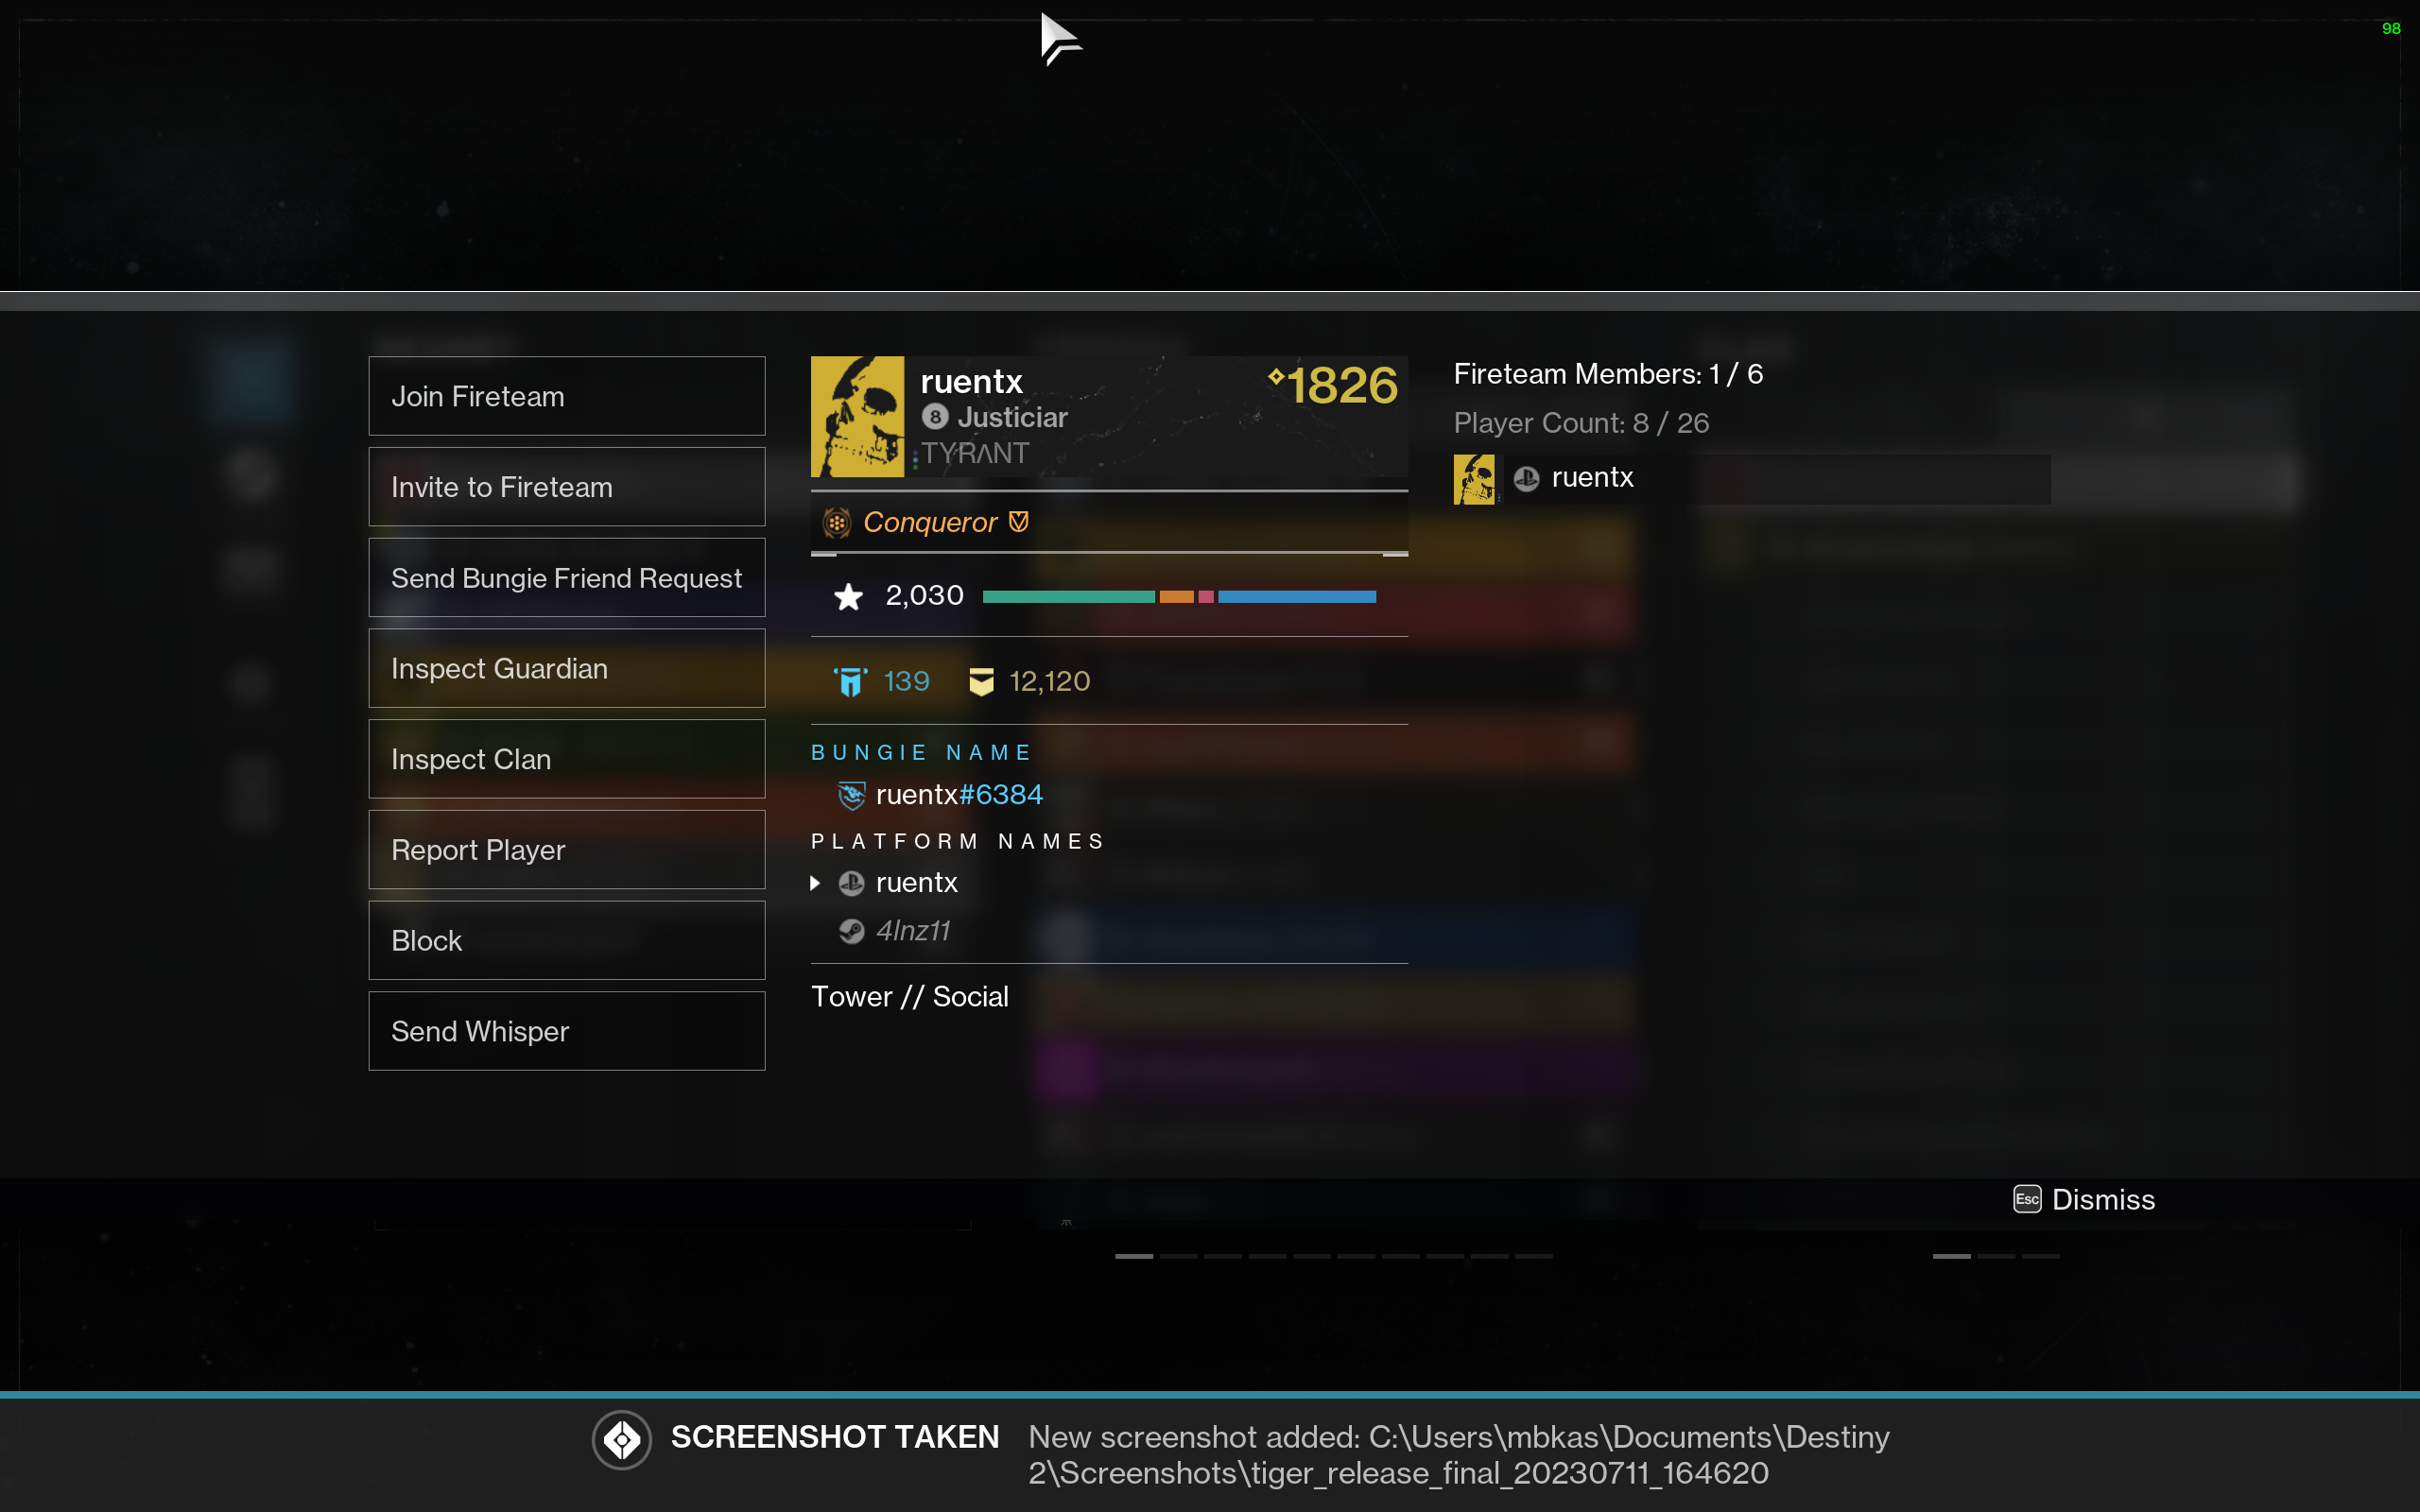 98
Join Fireteam
Invite to Fireteam
Send Bungie Friend Request
Inspect Guardian
Inspect Clan
Report Player
Block
Send Whisper
ruentx
1826
8 Justiciar
TYRΛNT
Conqueror
2,030
139 12,120
BUNGIE NAME
ruentx#6384
PLATFORM NAMES
ruentx
4lnz11
Tower // Social
Fireteam Members: 1 / 6
Player Count: 8 / 26
ruentx
Esc Dismiss
SCREENSHOT TAKEN
New screenshot added: C:\Users\mbkas\Documents\Destiny
2\Screenshots\tiger_release_final_20230711_164620